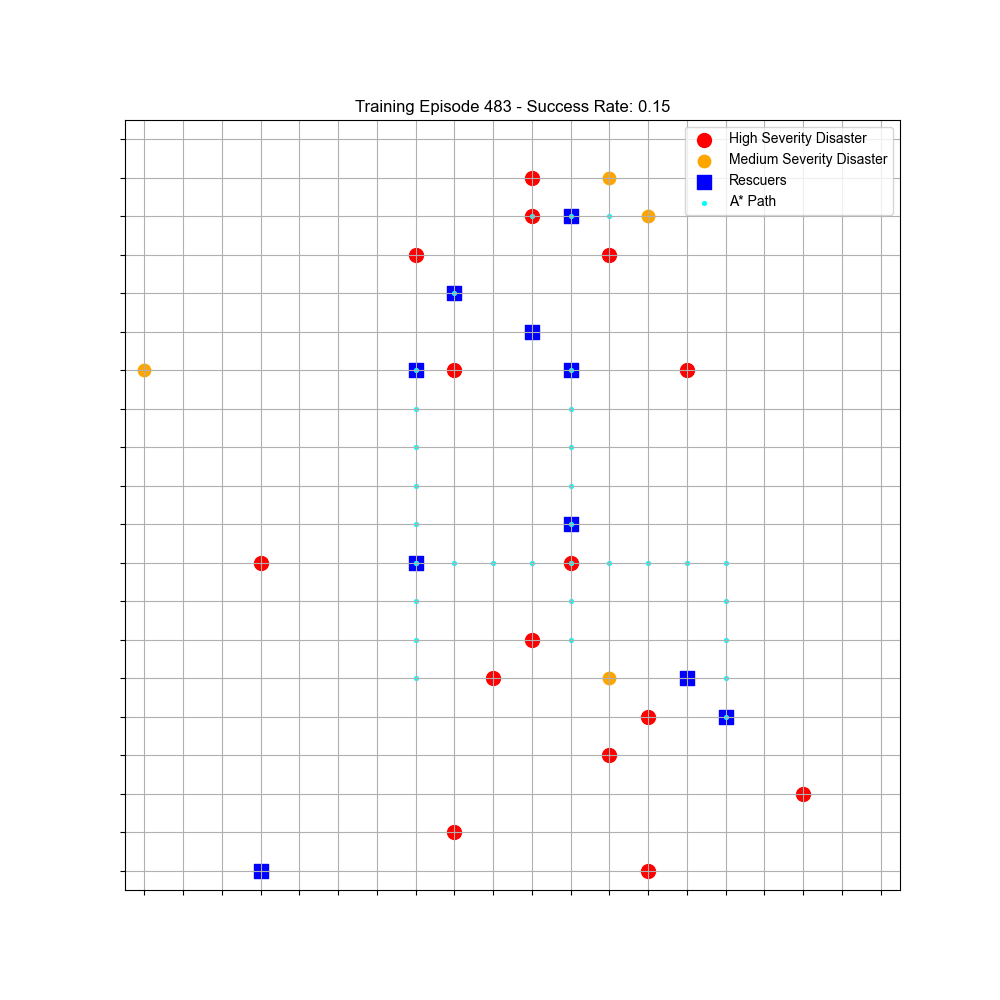 Training Episode 483 - Success Rate: 0.15
High Severity Disaster
Medium Severity Disaster
Rescuers
A* Path